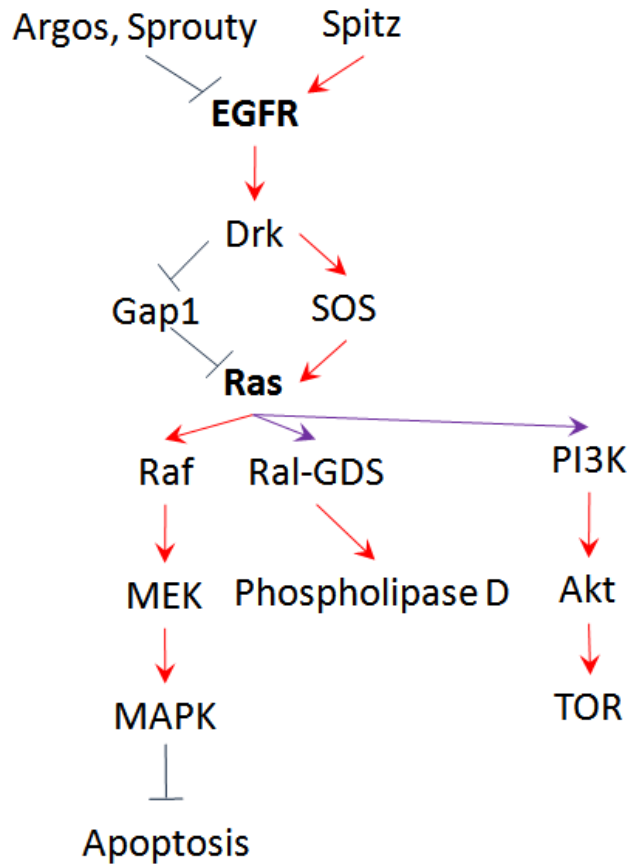 Argos, Sprouty
Spitz
EGFR
Drk
Gap1
SOS
Ras
Raf
Ral-GDS
PI3K
MEK
Phospholipase D
Akt
MAPK
TOR
Apoptosis